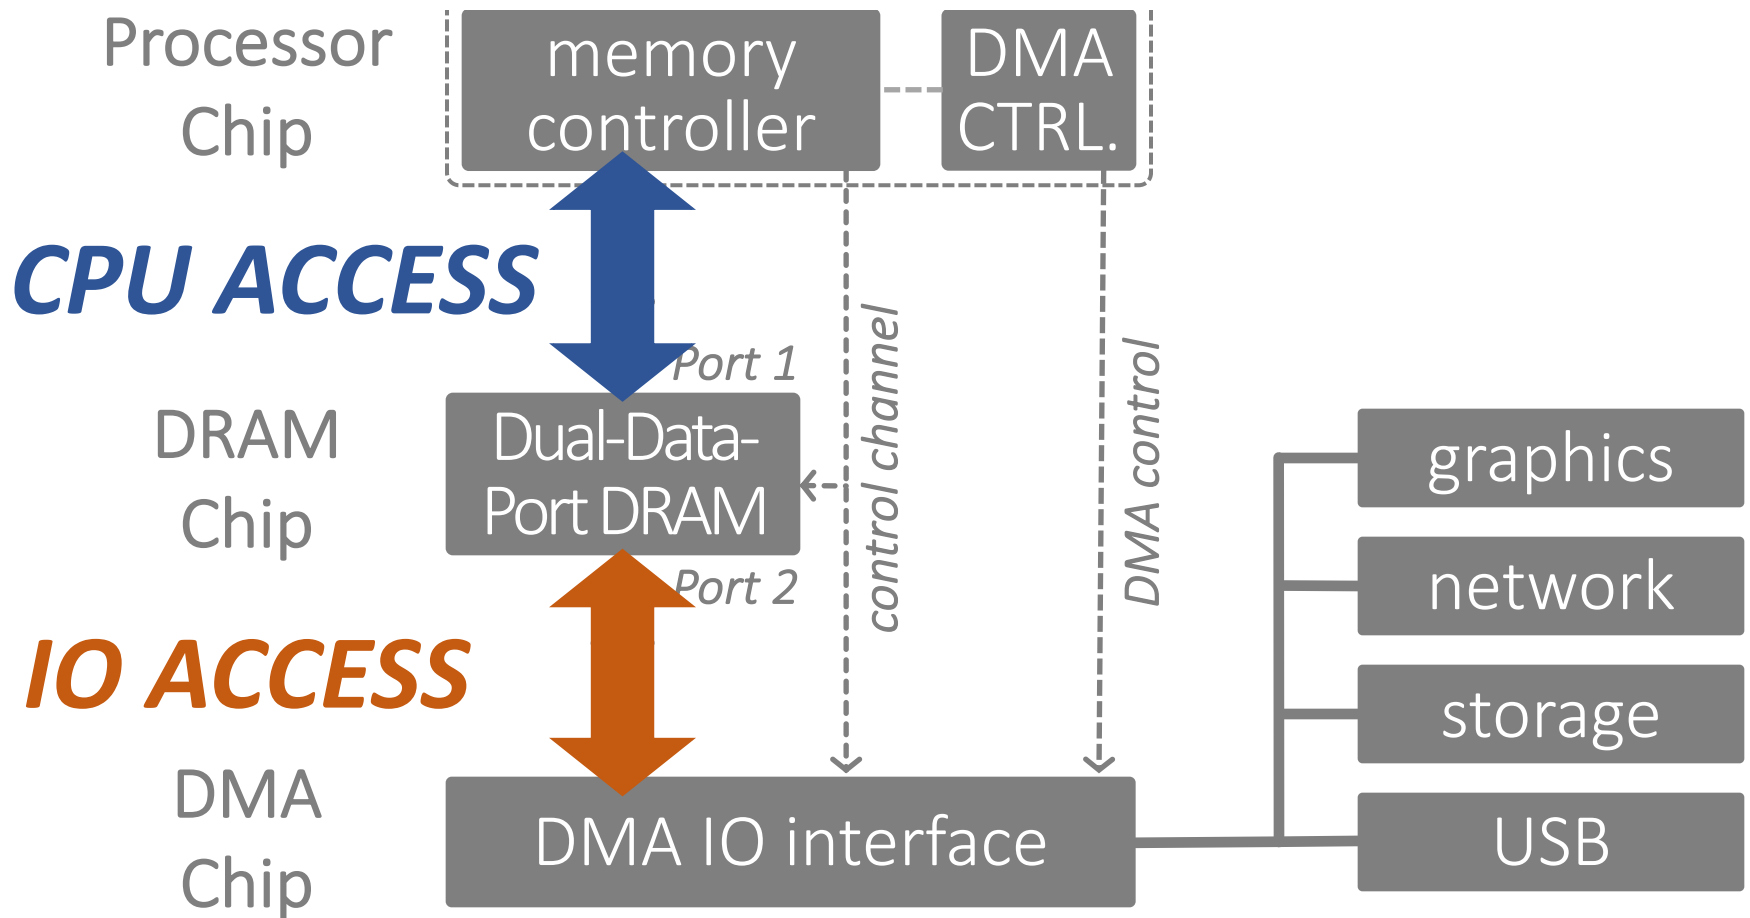 Processor
Chip
memory
controller
DMA
CTRL.
CPU ACCESS
Port 1
control channel
DMA control
DRAM
Chip
Dual-Data-
Port DRAM
Port 2
IO ACCESS
DMA
Chip
DMA IO interface
graphics
network
storage
USB